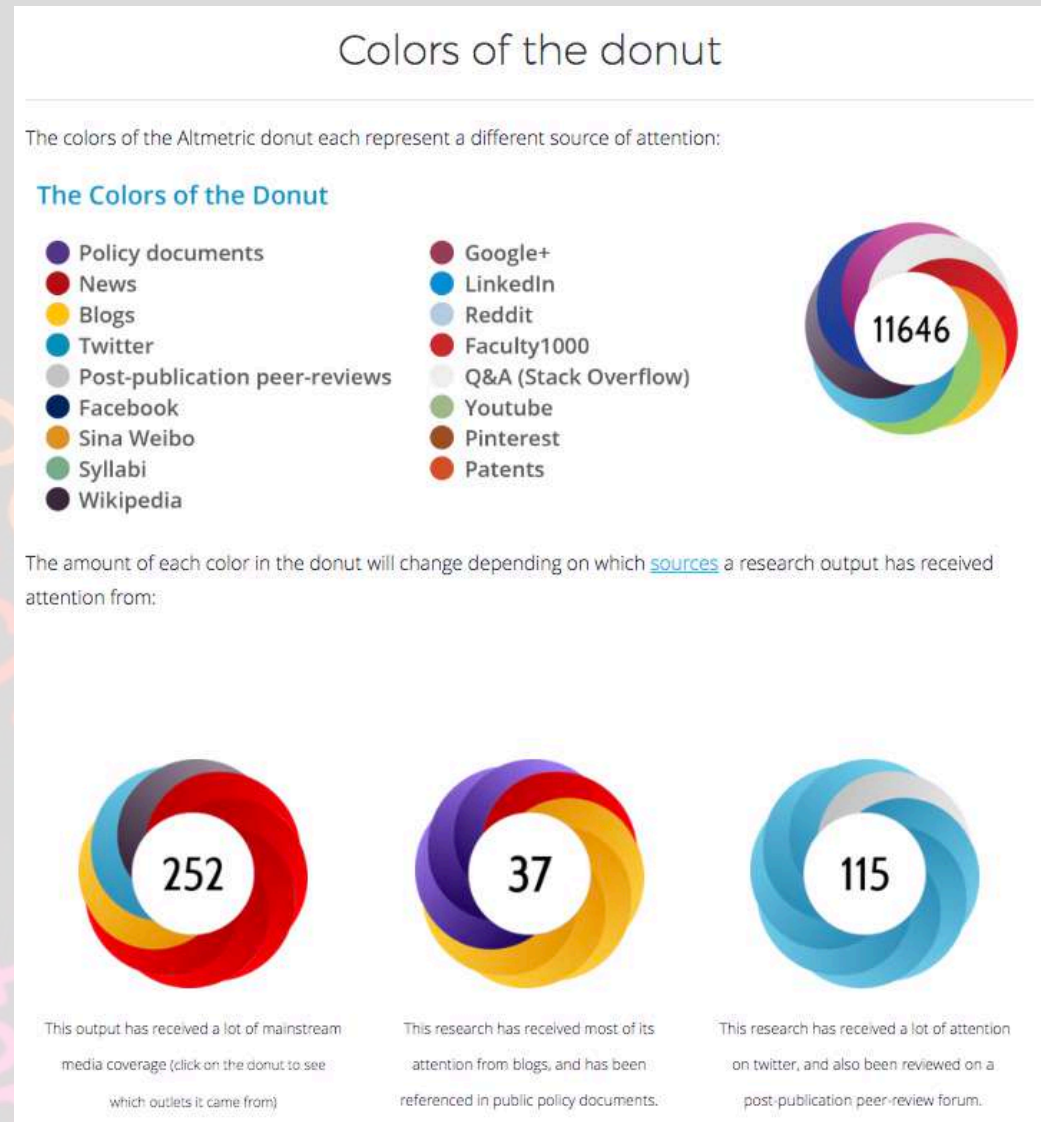 Colors of the donut
The colors of the Altmetric donut each represent a different source of attention:
The Colors of the Donut
Policy documents
News
Blogs
Twitter
Post-publication peer-reviews
Facebook
Sina Weibo
Syllabi
Wikipedia
Google+
LinkedIn
Reddit
Faculty1000
Q&A (Stack Overflow)
Youtube
Pinterest
Patents
11646
The amount of each color in the donut will change depending on which sources a research output has received
attention from:
252
This output has received a lot of mainstream
media coverage (click on the donut to see
which outlets it came from)
37
This research has received most of its
attention from blogs, and has been
referenced in public policy documents.
115
This research has received a lot of attention
on twitter, and also been reviewed on a
post-publication peer-review forum.